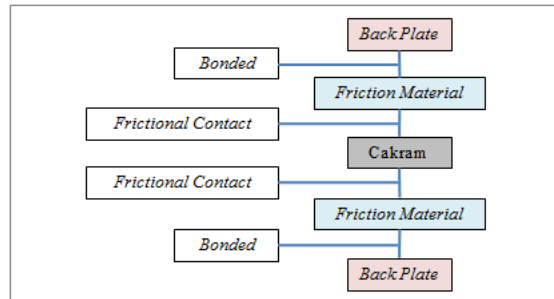 Back Plate
Bonded
Friction Material
Frictional Contact
Cakram
Frictional Contact
Friction Material
Bonded
Back Plate